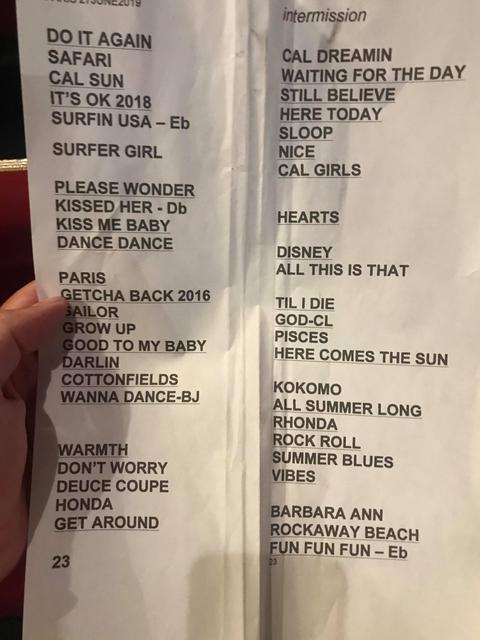 21JUNE2019
DO IT AGAIN
SAFARI
CAL SUN
IT'S OK 2018
SURFIN USA – Eb
SURFER GIRL
PLEASE WONDER
KISSED HER - Db
KISS ME BABY
DANCE DANCE
PARIS
GETCHA BACK 2016
SAILOR
GROW UP
GOOD TO MY BABY
DARLIN
COTTONFIELDS
WANNA DANCE-BJ
WARMTH
DON'T WORRY
DEUCE COUPE
HONDA
GET AROUND
23
intermission
CAL DREAMIN
WAITING FOR THE DAY
STILL BELIEVE
HERE TODAY
SLOOP
NICE
CAL GIRLS
HEARTS
DISNEY
ALL THIS IS THAT
TIL I DIE
GOD-CL
PISCES
HERE COMES THE SUN
KOKOMO
ALL SUMMER LONG
RHONDA
ROCK ROLL
SUMMER BLUES
VIBES
BARBARA ANN
ROCKAWAY BEACH
FUN FUN FUN – Eb
23